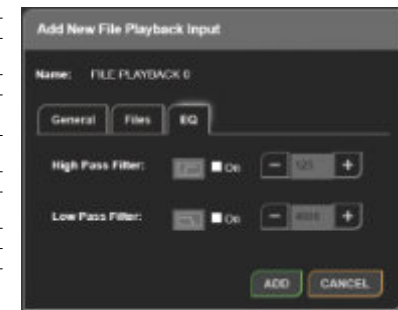 Add New File Playback Input
Name: FILE PLAYBACK 0
General Files EQ
High Pass Filter: On − 125 +
Low Pass Filter: On − +
ADD CANCEL